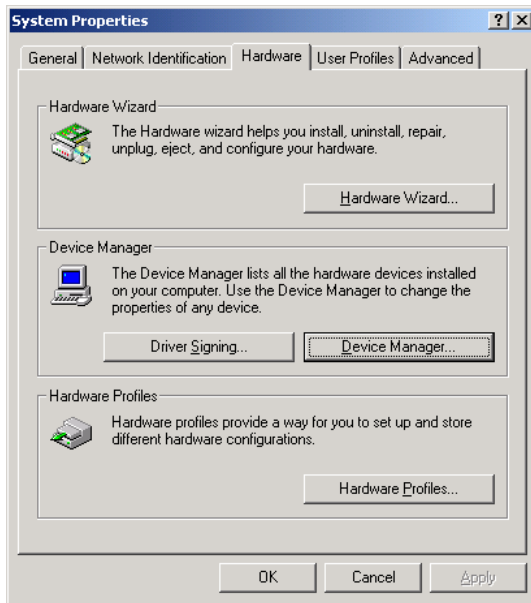 System Properties
General Network Identification Hardware User Profiles Advanced
Hardware Wizard
The Hardware wizard helps you install, uninstall, repair,
unplug, eject, and configure your hardware.
Hardware Wizard...
Device Manager
The Device Manager lists all the hardware devices installed
on your computer. Use the Device Manager to change the
properties of any device.
Driver Signing... Device Manager...
Hardware Profiles
Hardware profiles provide a way for you to set up and store
different hardware configurations.
Hardware Profiles...
OK Cancel Apply